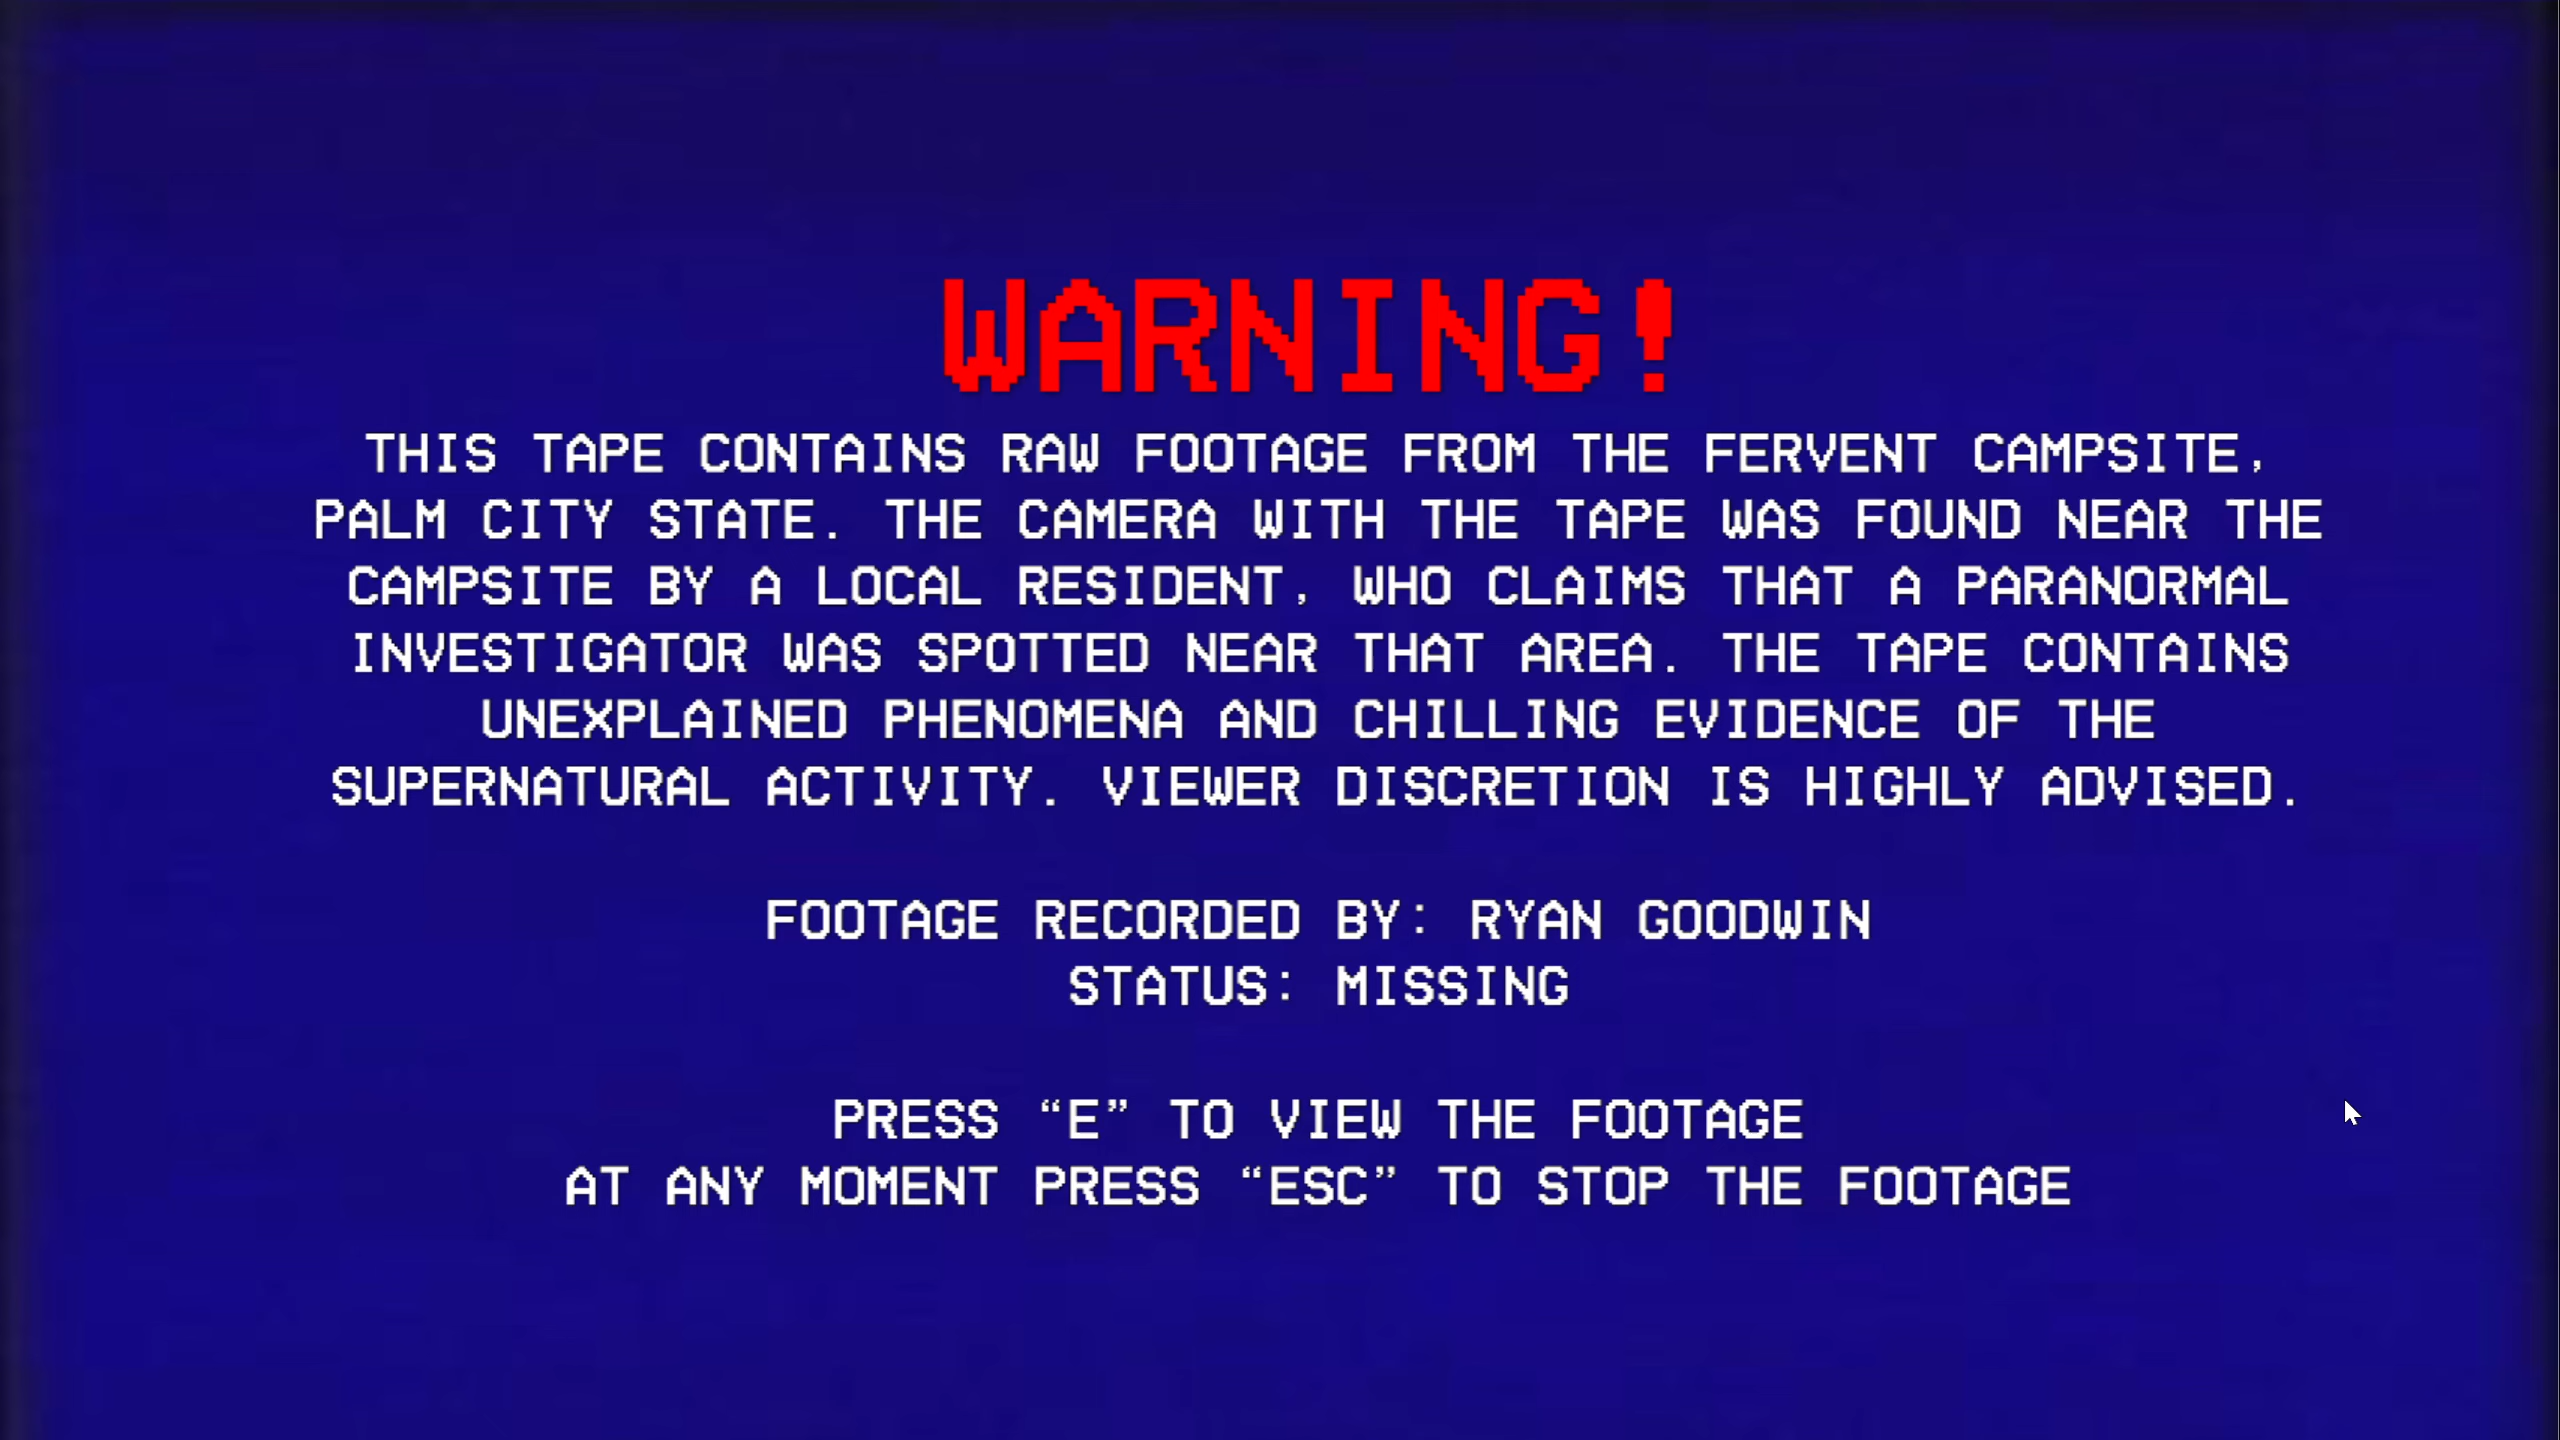 WARNING!
THIS TAPE CONTAINS RAW FOOTAGE FROM THE FERVENT CAMPSITE,
PALM CITY STATE. THE CAMERA WITH THE TAPE WAS FOUND NEAR THE
CAMPSITE BY A LOCAL RESIDENT, WHO CLAIMS THAT A PARANORMAL
INVESTIGATOR WAS SPOTTED NEAR THAT AREA. THE TAPE CONTAINS
UNEXPLAINED PHENOMENA AND CHILLING EVIDENCE OF THE
SUPERNATURAL ACTIVITY. VIEWER DISCRETION IS HIGHLY ADVISED.
FOOTAGE RECORDED BY: RYAN GOODWIN
STATUS: MISSING
PRESS “E” TO VIEW THE FOOTAGE
AT ANY MOMENT PRESS “ESC” TO STOP THE FOOTAGE